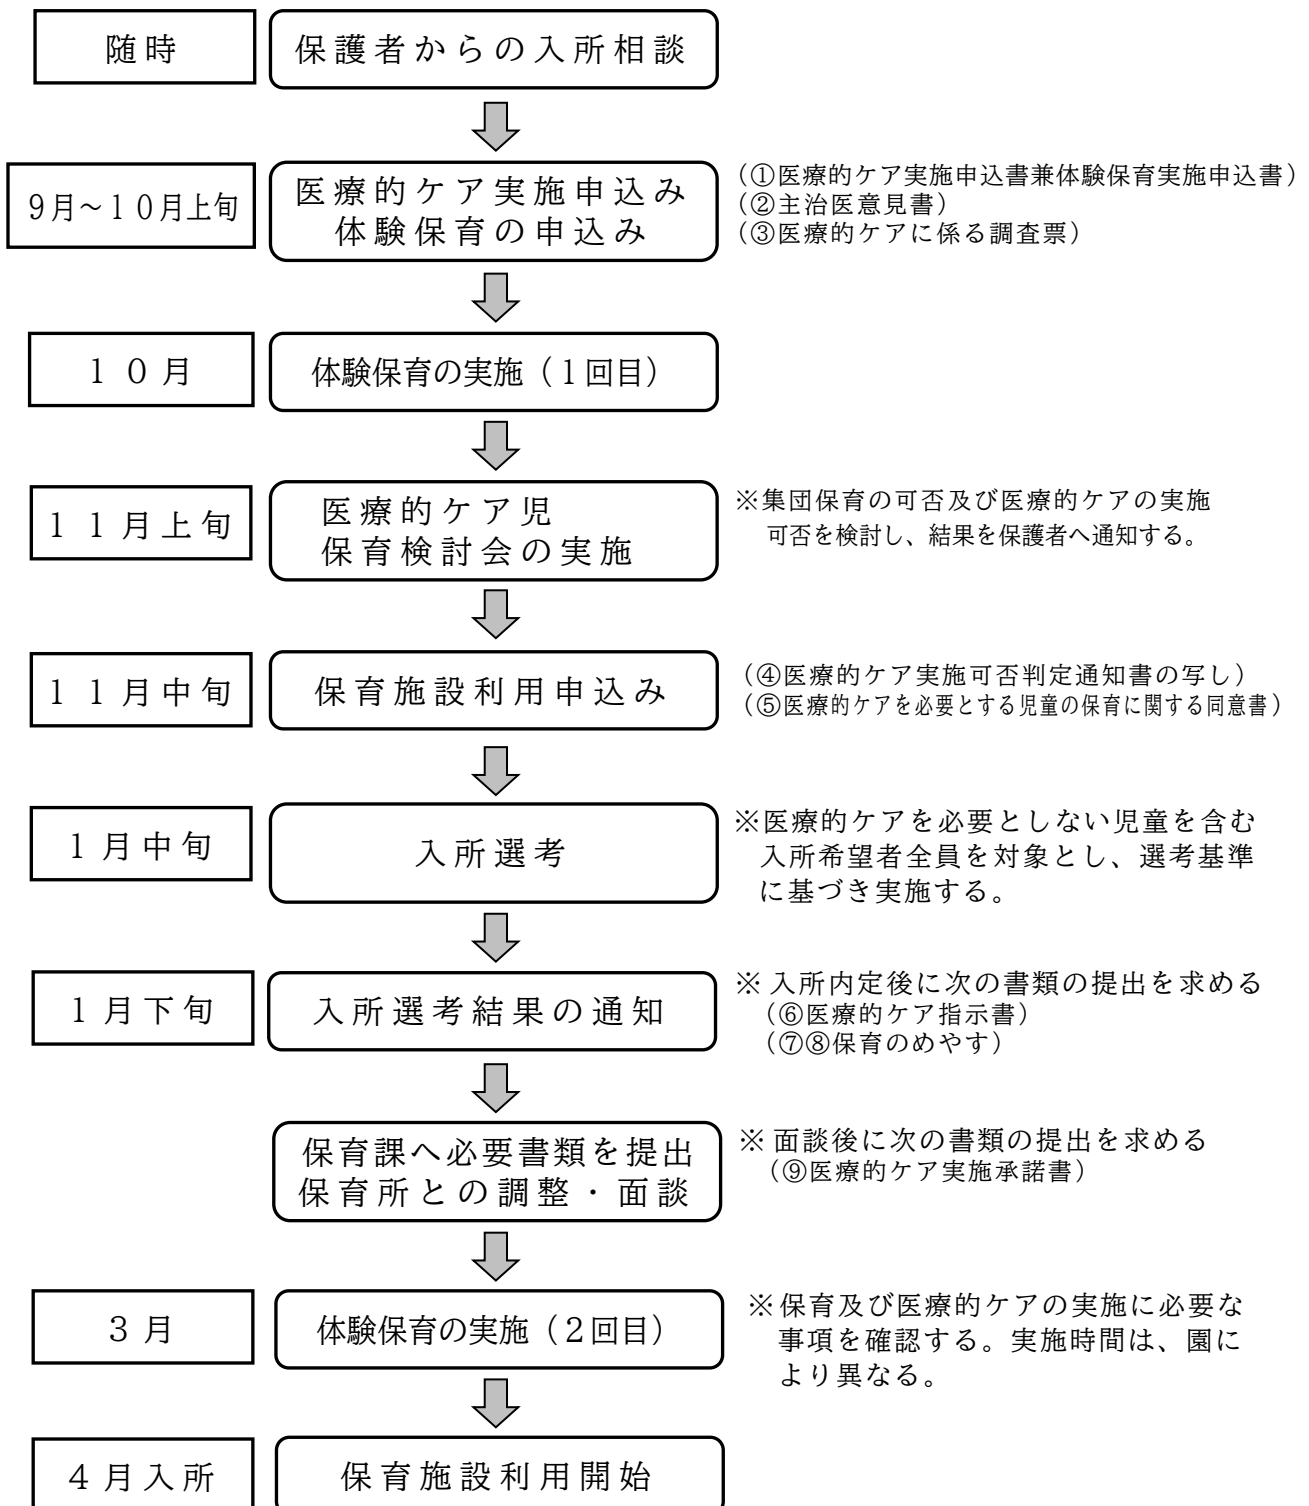 随時
保護者からの入所相談
9月～10月上旬
医療的ケア実施申込み
体験保育の申込み
（①医療的ケア実施申込書兼体験保育実施申込書）
（②主治医意見書）
（③医療的ケアに係る調査票）
10月
体験保育の実施（1回目）
11月上旬
医療的ケア児
保育検討会の実施
※集団保育の可否及び医療的ケアの実施
可否を検討し、結果を保護者へ通知する。
11月中旬
保育施設利用申込み
（④医療的ケア実施可否判定通知書の写し）
（⑤医療的ケアを必要とする児童の保育に関する同意書）
1月中旬
入所選考
※医療的ケアを必要としない児童を含む
入所希望者全員を対象とし、選考基準
に基づき実施する。
1月下旬
入所選考結果の通知
※入所内定後に次の書類の提出を求める
（⑥医療的ケア指示書）
（⑦⑧保育のめやす）
保育課へ必要書類を提出
保育所との調整・面談
※面談後に次の書類の提出を求める
（⑨医療的ケア実施承諾書）
3月
体験保育の実施（2回目）
※保育及び医療的ケアの実施に必要な
事項を確認する。実施時間は、園に
より異なる。
4月入所
保育施設利用開始